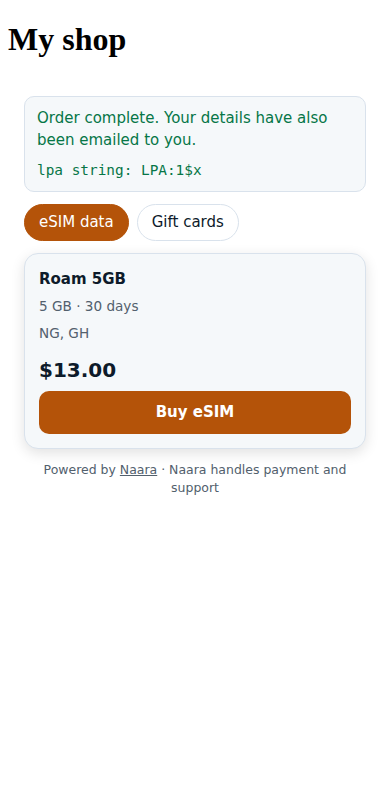 My shop
Order complete. Your details have also
been emailed to you.
lpa string: LPA:1$x
eSIM data
Gift cards
Roam 5GB
5 GB · 30 days
NG, GH
$13.00
Buy eSIM
Powered by Naara · Naara handles payment and
support